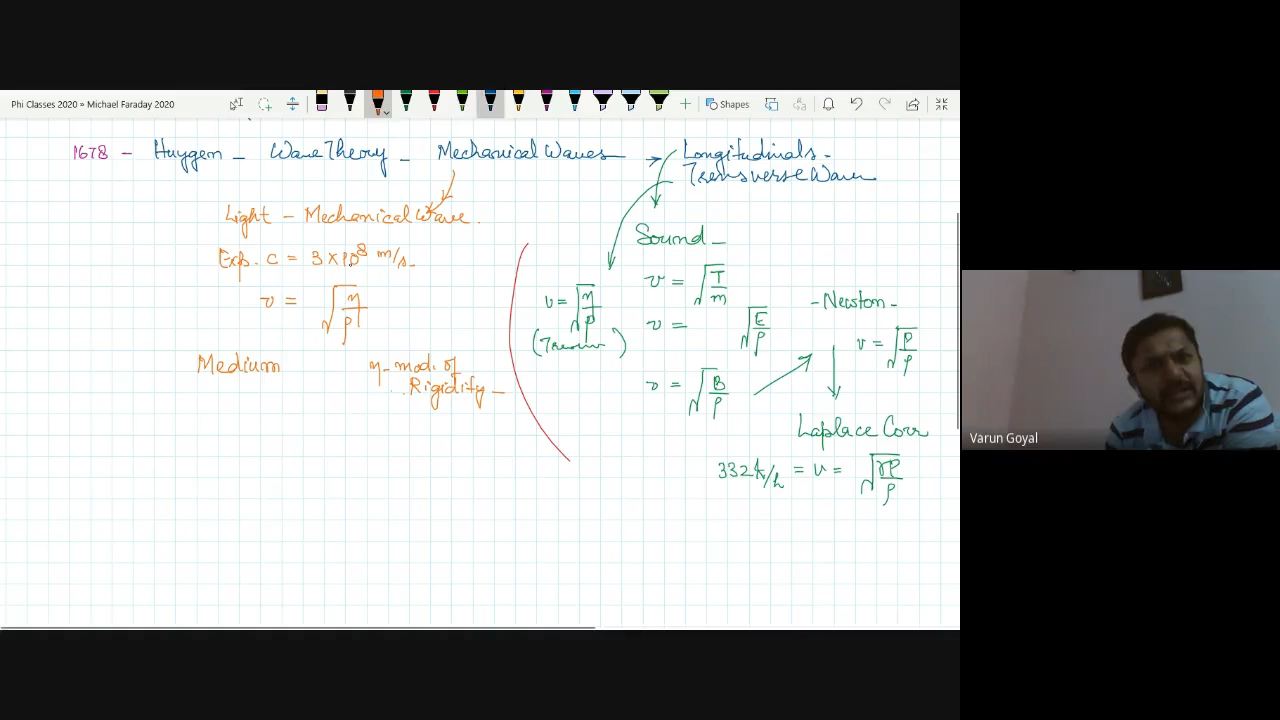 Phi Classes 2020 » Michael Faraday 2020
Shapes
1678 - Huygen - Wave Theory - Mechanical Waves → Longitudinals -
Transverse Wave
Light - Mechanical Wave.
Exp. c = 3 × 10⁸ m/s.
v = √(η/ρ)
Medium
η - mod. of
Rigidity -
v = √(η/ρ)
Sound -
v = √(T/m)
v = √(E/ρ)
v = √(B/ρ)
- Newton -
v = √(P/ρ)
Laplace Corr
332 k/h = v = √(γP/ρ)
Varun Goyal